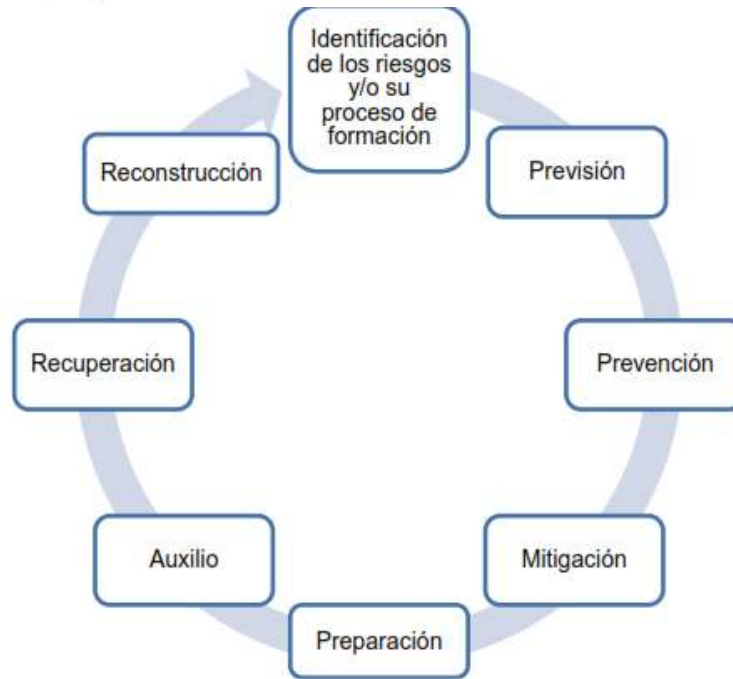 Identificación
de los riesgos
y/o su
proceso de
formación
Previsión
Prevención
Mitigación
Preparación
Auxilio
Recuperación
Reconstrucción